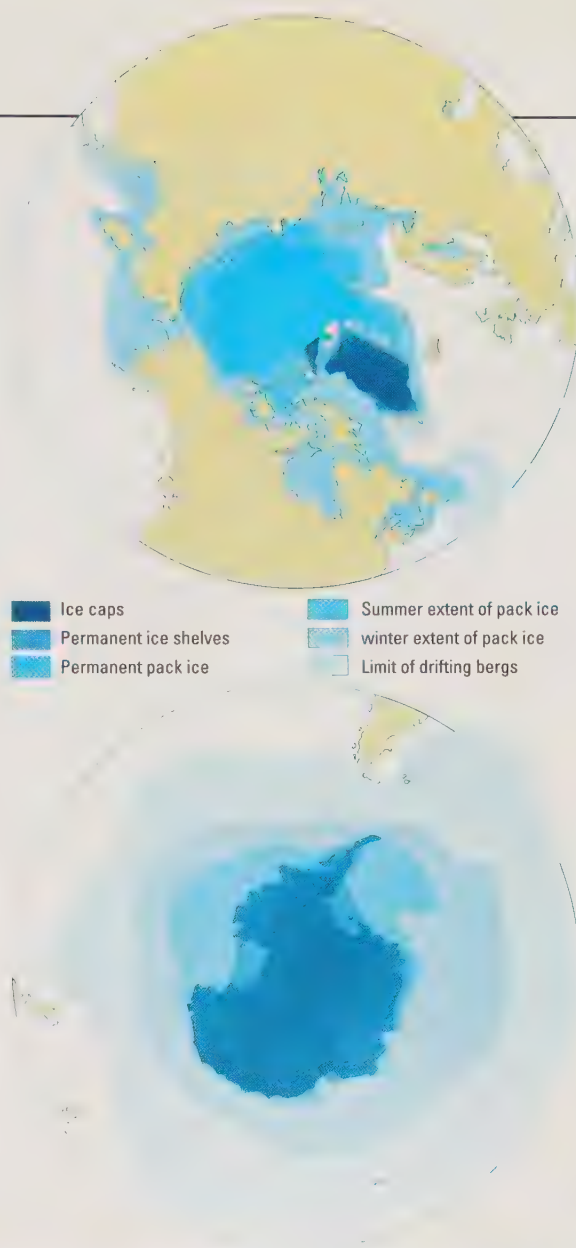 Ice caps
Permanent ice shelves
Permanent pack ice
Summer extent of pack ice
winter extent of pack ice
Limit of drifting bergs